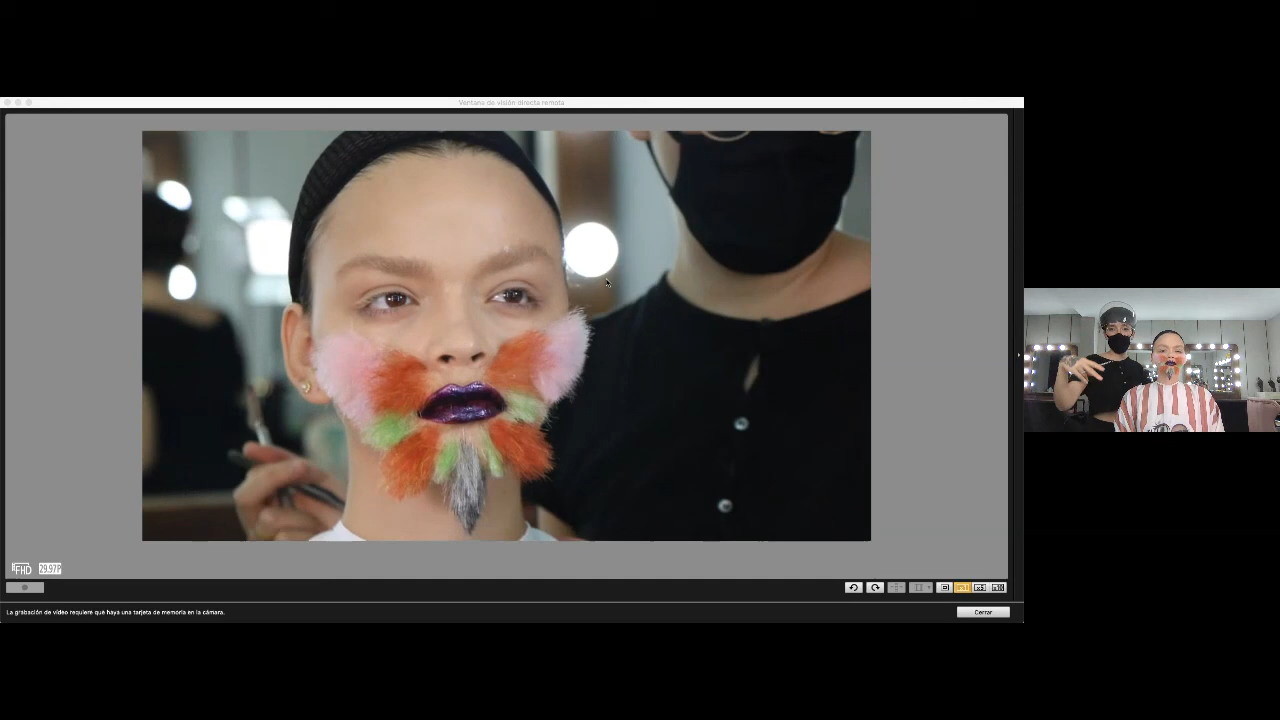 Ventana de visión directa remota
FHD 29.97P
La grabación de vídeo requiere que haya una tarjeta de memoria en la cámara.
Cerrar